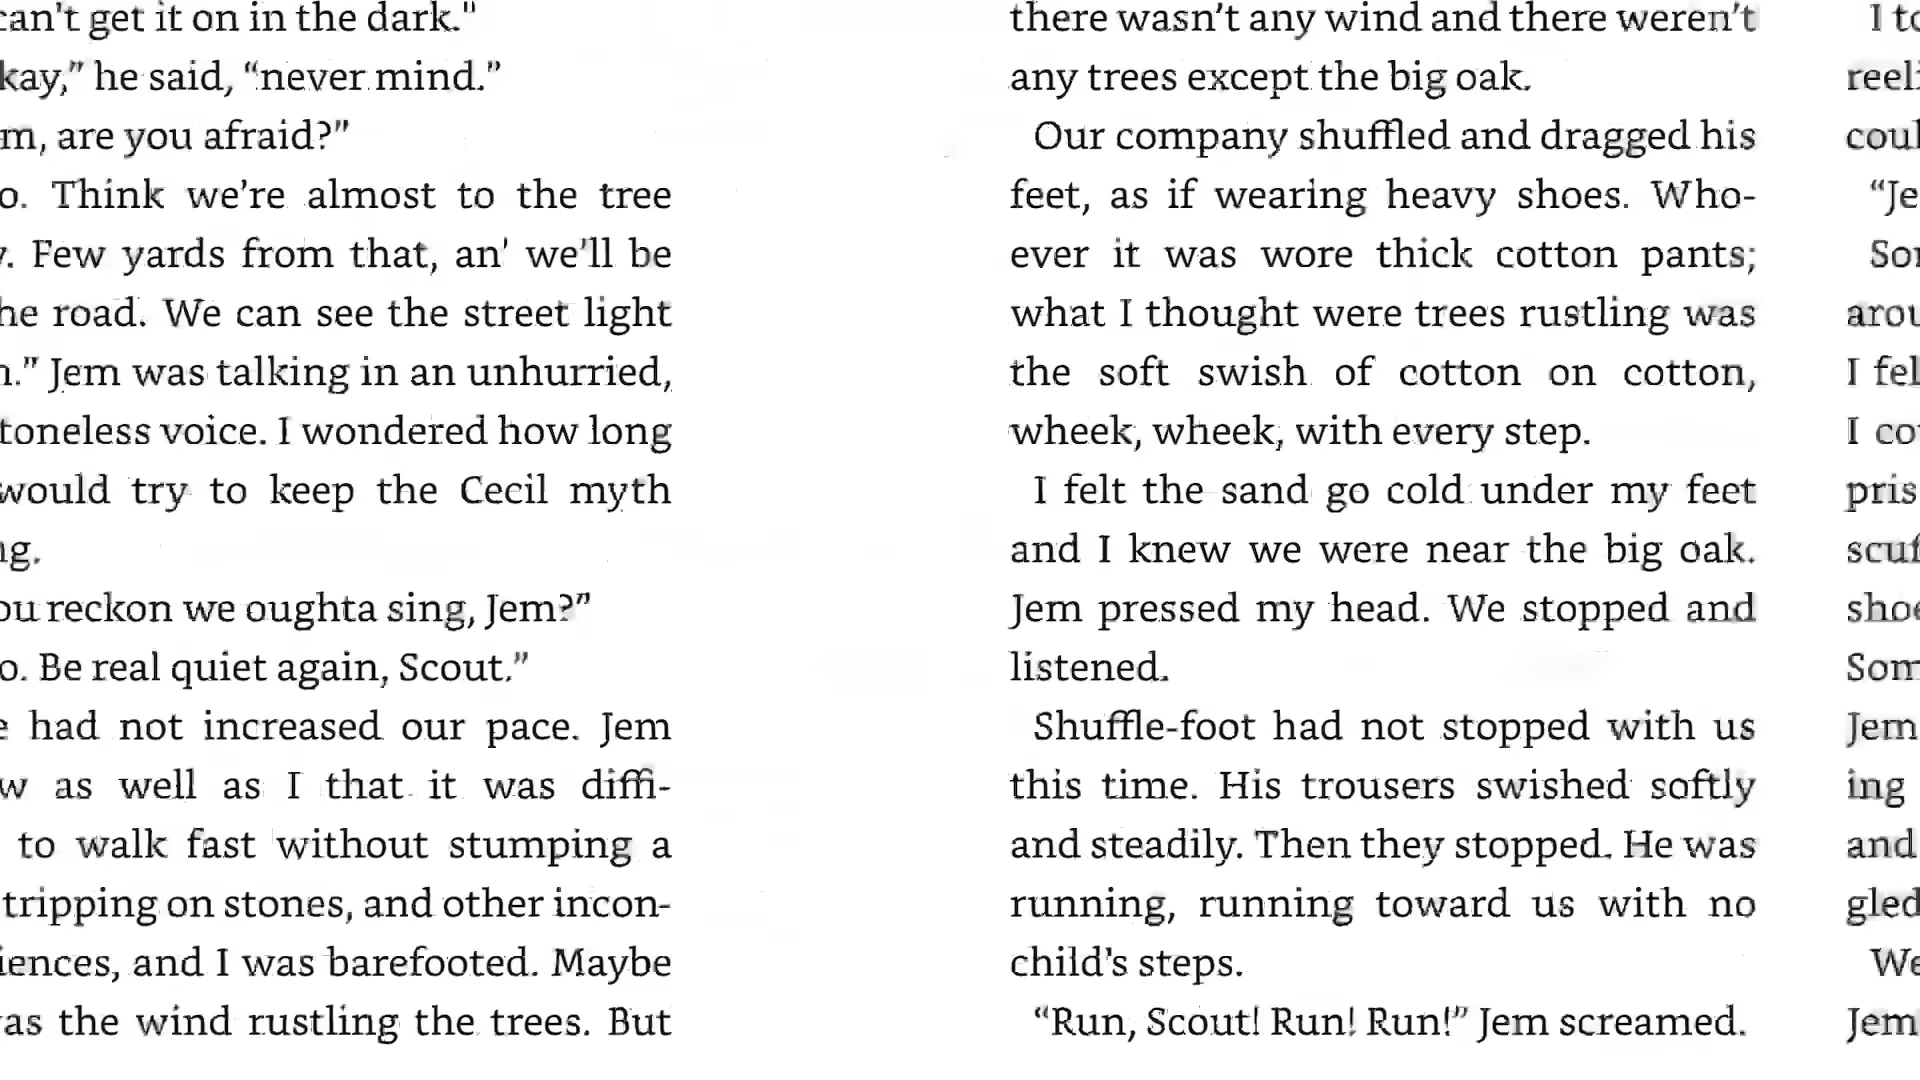 can't get it on in the dark."
kay,” he said, “never mind.”
m, are you afraid?”
o. Think we’re almost to the tree
. Few yards from that, an' we’ll be
he road. We can see the street light
." Jem was talking in an unhurried,
toneless voice. I wondered how long
would try to keep the Cecil myth
ng.
ou reckon we oughta sing, Jem?”
o. Be real quiet again, Scout.”
e had not increased our pace. Jem
w as well as I that it was diffi-
to walk fast without stumping a
tripping on stones, and other incon-
iences, and I was barefooted. Maybe
as the wind rustling the trees. But
there wasn’t any wind and there weren’t
any trees except the big oak.
Our company shuffled and dragged his
feet, as if wearing heavy shoes. Who-
ever it was wore thick cotton pants;
what I thought were trees rustling was
the soft swish of cotton on cotton,
wheek, wheek, with every step.
I felt the sand go cold under my feet
and I knew we were near the big oak.
Jem pressed my head. We stopped and
listened.
Shuffle-foot had not stopped with us
this time. His trousers swished softly
and steadily. Then they stopped. He was
running, running toward us with no
child’s steps.
“Run, Scout! Run! Run!” Jem screamed.
I to
reeli
coul
“Je
Sor
arou
I fel
I co
pris
scuf
shoe
Som
Jem
ing
and
gled
We
Jem